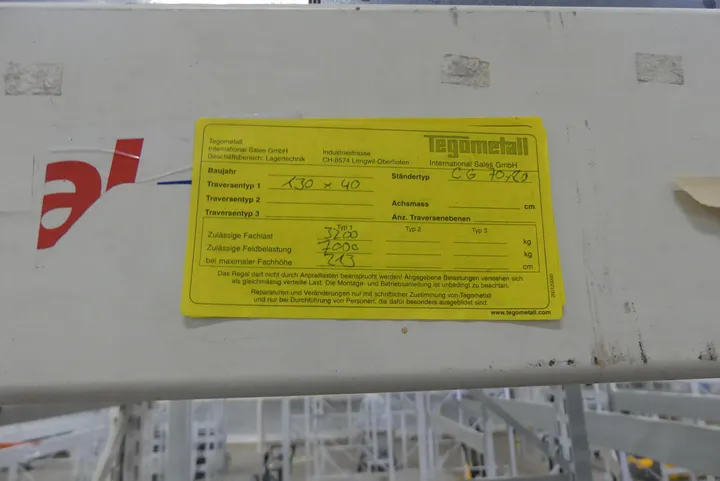 al
Tegometall
International Sales GmbH
Geschäftsbereich: Lagertechnik
Industriestrasse
CH-8574 Lengwil-Oberhofen
Tegometall
International Sales GmbH
Baujahr
Traversentyp 1 130 x 40
Traversentyp 2
Traversentyp 3
Ständertyp CG 70x20
Achsmass cm
Anz. Traversenebenen
Typ 1 Typ 2 Typ 3
Zulässige Fachlast 3200 kg
Zulässige Feldbelastung 7000 kg
bei maximaler Fachhöhe 213 cm
Das Regal darf nicht durch Anpralllasten beansprucht werden! Angegebene Belastungen verstehen sich
als gleichmässig verteilte Last. Die Montage- und Betriebsanleitung ist unbedingt zu beachten.
Reparaturen und Veränderungen nur mit schriftlicher Zustimmung von Tegometall
und nur bei Durchführung von Personen, die dafür besonders ausgebildet sind.
www.tegometall.com